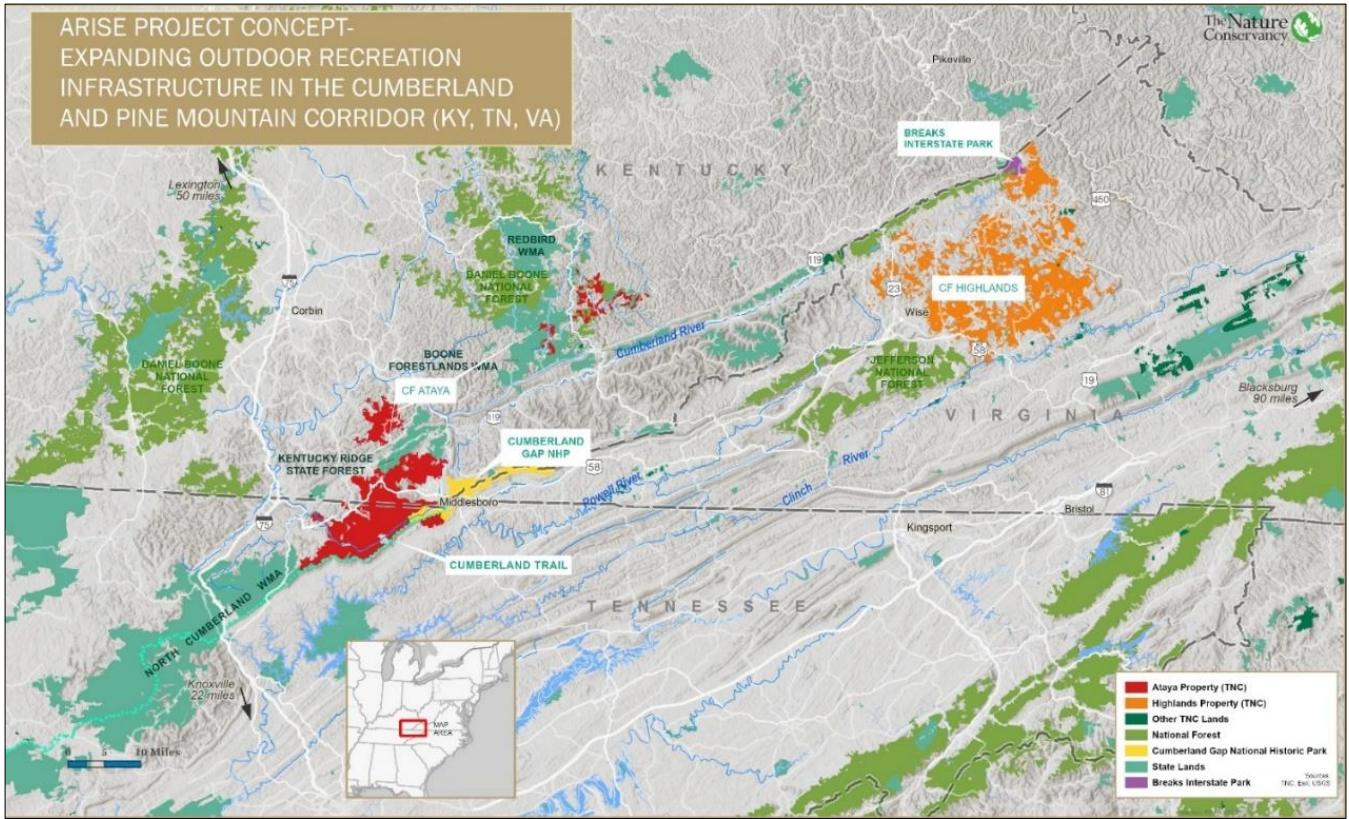 ARISE PROJECT CONCEPT-
EXPANDING OUTDOOR RECREATION
INFRASTRUCTURE IN THE CUMBERLAND
AND PINE MOUNTAIN CORRIDOR (KY, TN, VA)
The Nature
Conservancy
Pikeville
BREAKS
INTERSTATE PARK
KENTUCKY
Lexington
50 miles
460
REDBIRD
WMA
DANIEL BOONE
NATIONAL
FOREST
119
23
CF HIGHLANDS
75
Corbin
Wise
Cumberland River
58
BOONE
FORESTLANDS WMA
DANIEL BOONE
NATIONAL
FOREST
JEFFERSON
NATIONAL
FOREST
19
CF ATAYA
Blacksburg
90 miles
119
VIRGINIA
CUMBERLAND
GAP NHP
KENTUCKY RIDGE
STATE FOREST
58
River
Powell River
Clinch
Middlesboro
81
Bristol
75
Kingsport
CUMBERLAND TRAIL
TENNESSEE
NORTH CUMBERLAND WMA
Knoxville
22 miles
MAP
AREA
0 5 10 Miles
Ataya Property (TNC)
Highlands Property (TNC)
Other TNC Lands
National Forest
Cumberland Gap National Historic Park
State Lands
Breaks Interstate Park
Sources:
TNC, Esri, USGS